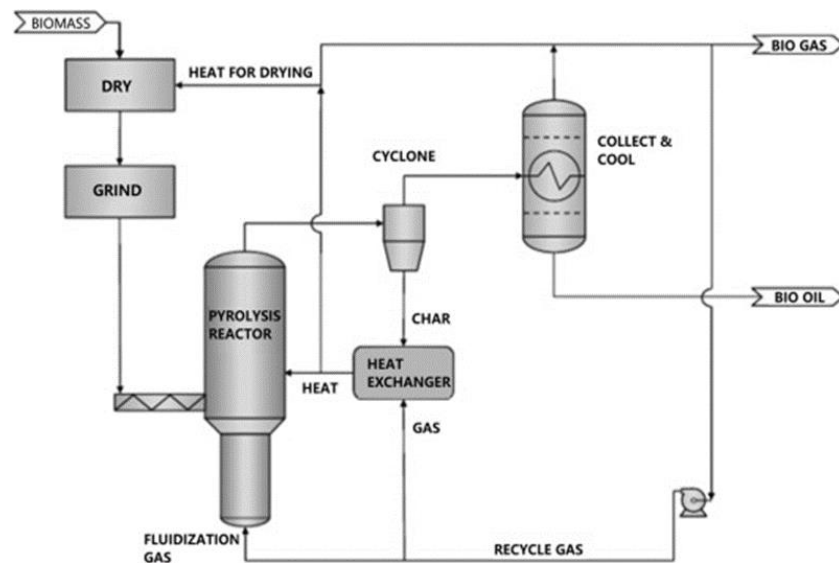 BIOMASS
BIO GAS
HEAT FOR DRYING
DRY
COLLECT &
COOL
CYCLONE
GRIND
BIO OIL
PYROLYSIS
REACTOR
CHAR
HEAT
EXCHANGER
HEAT
GAS
FLUIDIZATION
GAS
RECYCLE GAS